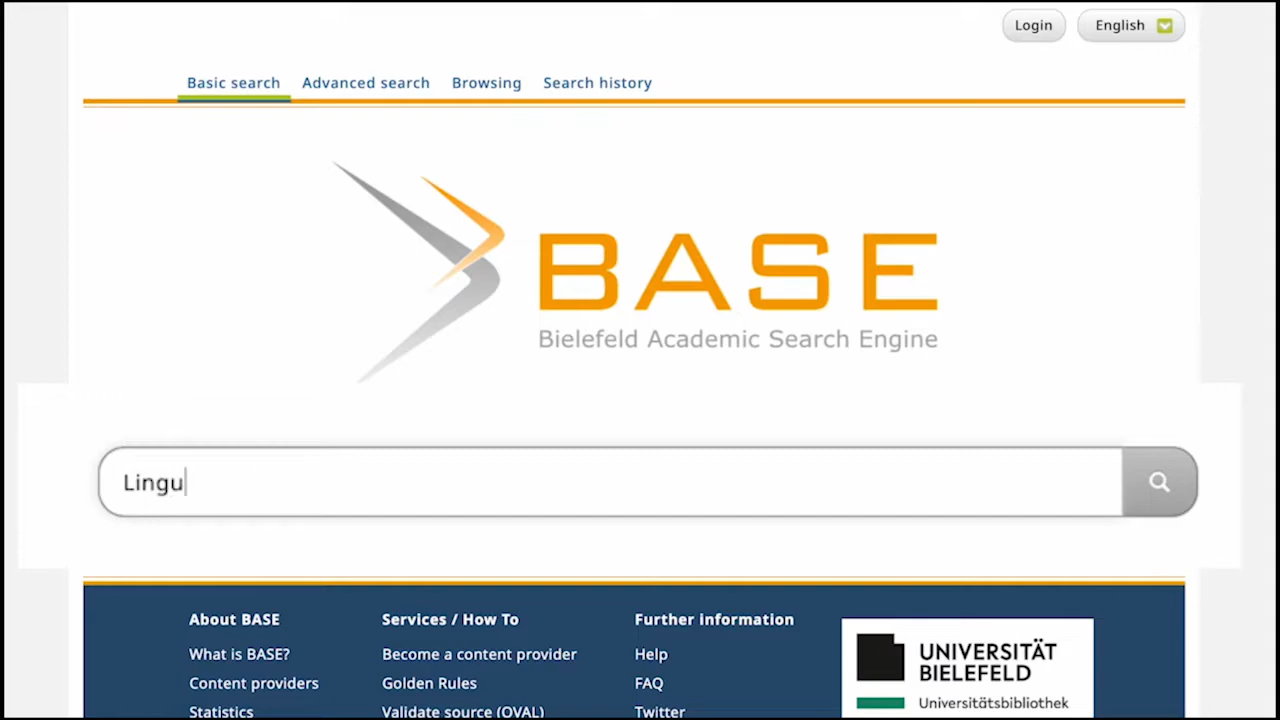 Login English
Basic search Advanced search Browsing Search history
BASE
Bielefeld Academic Search Engine
Lingu
About BASE Services / How To Further information
What is BASE? Become a content provider Help
Content providers Golden Rules FAQ
Statistics Validate source (OVAL) Twitter
UNIVERSITÄT
BIELEFELD
Universitätsbibliothek